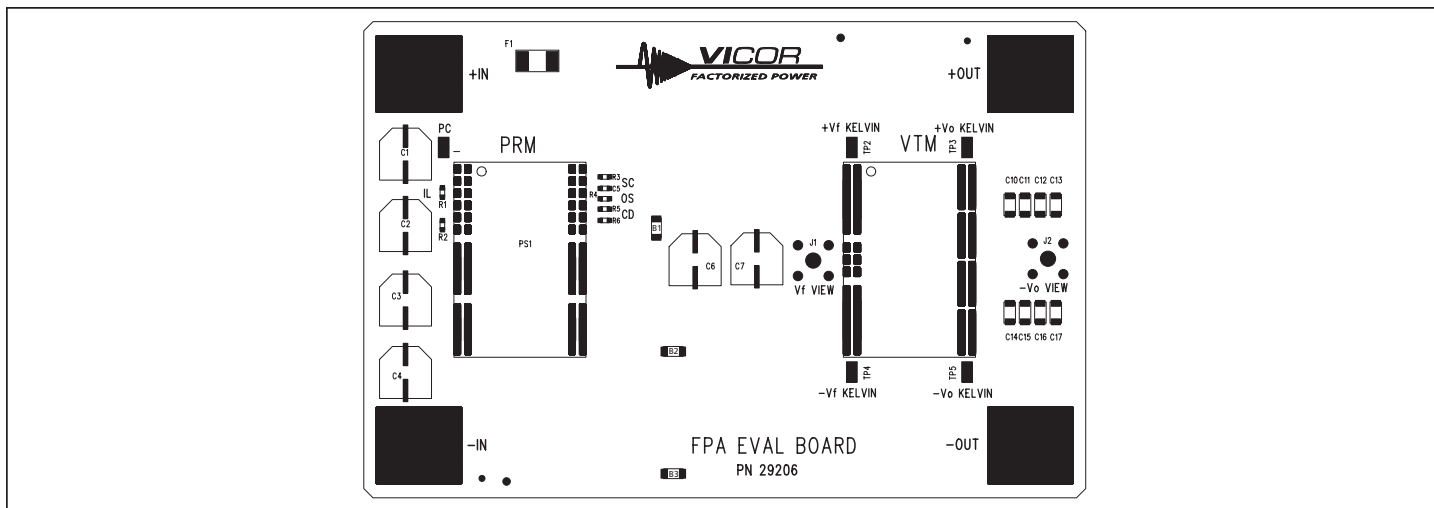 F1
VICOR
FACTORIZED POWER
+IN
+OUT
PC
-
C1
PRM
+Vf KELVIN
+Vo KELVIN
TP2
VTM
TP3
IL
R1
R3
SC
C5
R4
OS
R5
CD
R6
C10 C11 C12 C13
C2
R2
PS1
B1
C6
C7
J1
Vf VIEW
J2
-Vo VIEW
C3
C14 C15 C16 C17
B2
C4
TP4
TP5
-Vf KELVIN
-Vo KELVIN
-IN
FPA EVAL BOARD
-OUT
PN 29206
B3